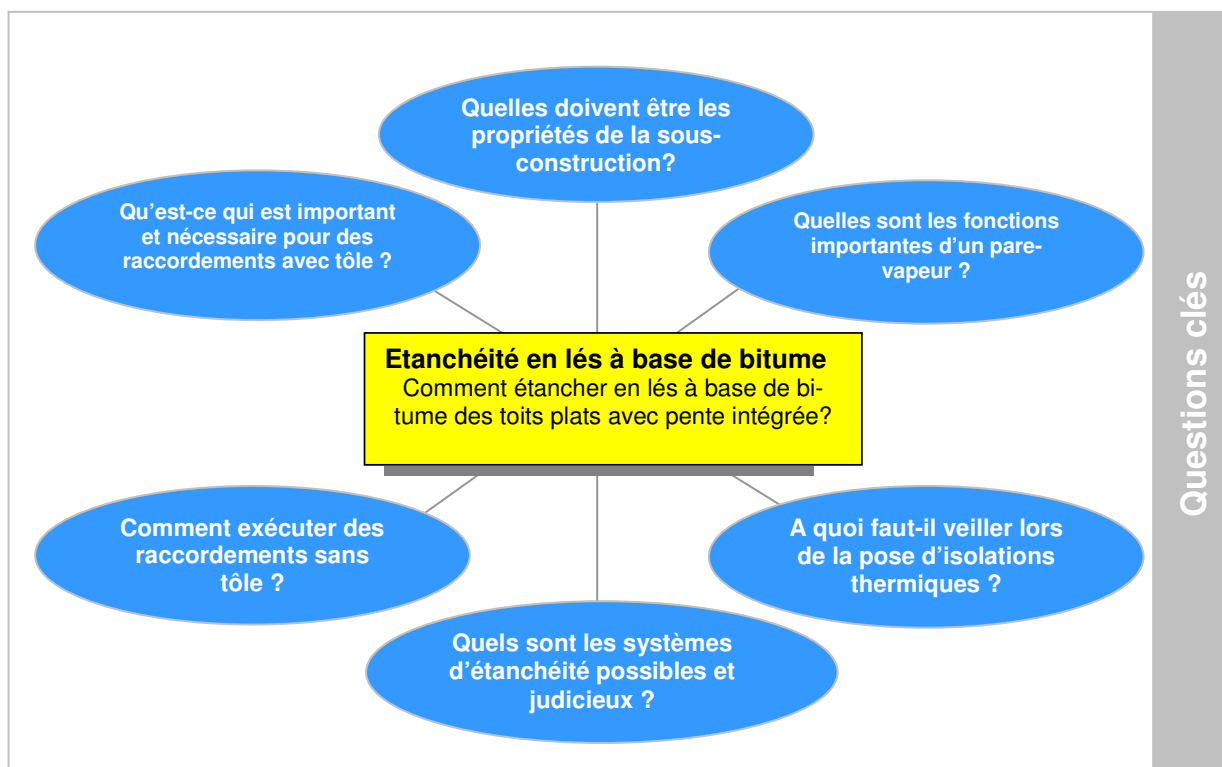 Quelles doivent être les
propriétés de la sous-
construction?
Qu'est-ce qui est important
et nécessaire pour des
raccordements avec tôle ?
Quelles sont les fonctions
importantes d'un pare-
vapeur ?
Etanchéité en lés à base de bitume
Comment étancher en lés à base de bi-
tume des toits plats avec pente intégrée?
Comment exécuter des
raccordements sans
tôle ?
A quoi faut-il veiller lors
de la pose d'isolations
thermiques ?
Quels sont les systèmes
d'étanchéité possibles et
judicieux ?
Questions clés